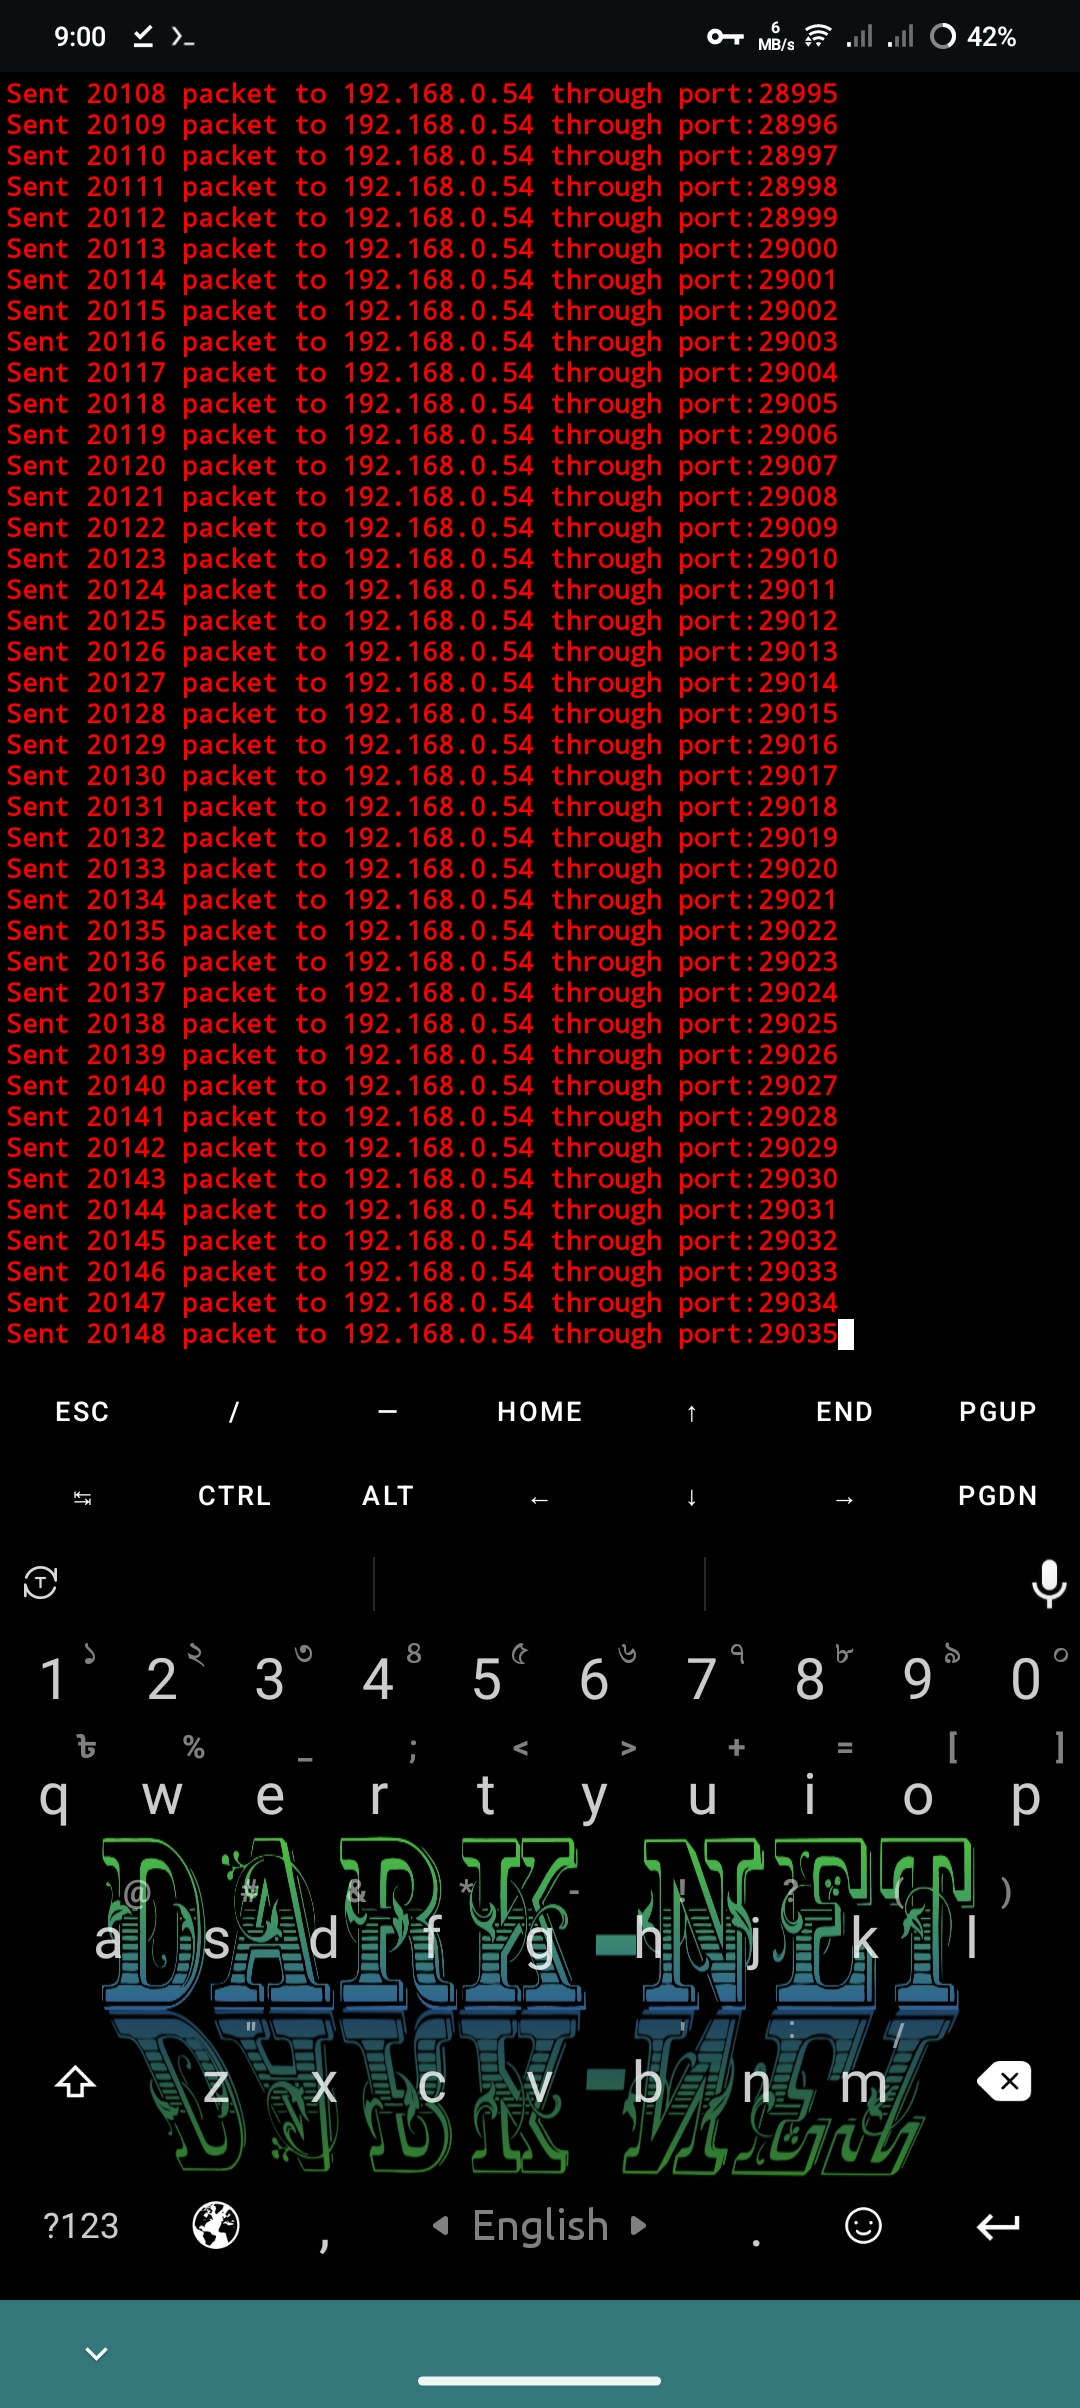 9:00 6 MB/s 42%
Sent 20108 packet to 192.168.0.54 through port:28995
Sent 20109 packet to 192.168.0.54 through port:28996
Sent 20110 packet to 192.168.0.54 through port:28997
Sent 20111 packet to 192.168.0.54 through port:28998
Sent 20112 packet to 192.168.0.54 through port:28999
Sent 20113 packet to 192.168.0.54 through port:29000
Sent 20114 packet to 192.168.0.54 through port:29001
Sent 20115 packet to 192.168.0.54 through port:29002
Sent 20116 packet to 192.168.0.54 through port:29003
Sent 20117 packet to 192.168.0.54 through port:29004
Sent 20118 packet to 192.168.0.54 through port:29005
Sent 20119 packet to 192.168.0.54 through port:29006
Sent 20120 packet to 192.168.0.54 through port:29007
Sent 20121 packet to 192.168.0.54 through port:29008
Sent 20122 packet to 192.168.0.54 through port:29009
Sent 20123 packet to 192.168.0.54 through port:29010
Sent 20124 packet to 192.168.0.54 through port:29011
Sent 20125 packet to 192.168.0.54 through port:29012
Sent 20126 packet to 192.168.0.54 through port:29013
Sent 20127 packet to 192.168.0.54 through port:29014
Sent 20128 packet to 192.168.0.54 through port:29015
Sent 20129 packet to 192.168.0.54 through port:29016
Sent 20130 packet to 192.168.0.54 through port:29017
Sent 20131 packet to 192.168.0.54 through port:29018
Sent 20132 packet to 192.168.0.54 through port:29019
Sent 20133 packet to 192.168.0.54 through port:29020
Sent 20134 packet to 192.168.0.54 through port:29021
Sent 20135 packet to 192.168.0.54 through port:29022
Sent 20136 packet to 192.168.0.54 through port:29023
Sent 20137 packet to 192.168.0.54 through port:29024
Sent 20138 packet to 192.168.0.54 through port:29025
Sent 20139 packet to 192.168.0.54 through port:29026
Sent 20140 packet to 192.168.0.54 through port:29027
Sent 20141 packet to 192.168.0.54 through port:29028
Sent 20142 packet to 192.168.0.54 through port:29029
Sent 20143 packet to 192.168.0.54 through port:29030
Sent 20144 packet to 192.168.0.54 through port:29031
Sent 20145 packet to 192.168.0.54 through port:29032
Sent 20146 packet to 192.168.0.54 through port:29033
Sent 20147 packet to 192.168.0.54 through port:29034
Sent 20148 packet to 192.168.0.54 through port:29035
ESC / — HOME ↑ END PGUP
⇆ CTRL ALT ← ↓ → PGDN
১ ২ ৩ ৪ ৫ ৬ ৭ ৮ ৯ ০
1 2 3 4 5 6 7 8 9 0
৳ % _ ; < > + = [ ]
q w e r t y u i o p
DARK-NET
@ # & * - ! ? ( )
a s d f g h j k l
" ' : /
z x c v b n m
?123 , English .